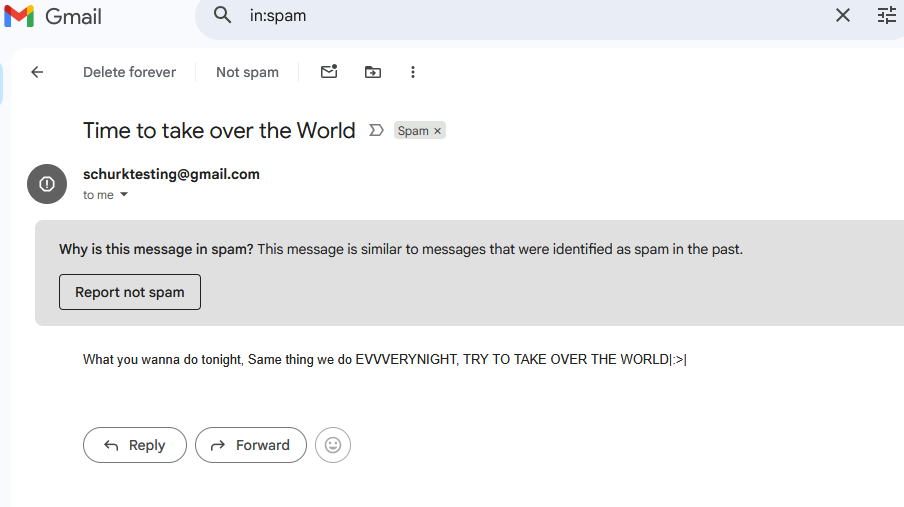 Gmail
in:spam
Delete forever
Not spam
Time to take over the World
Spam ×
schurktesting@gmail.com
to me
Why is this message in spam? This message is similar to messages that were identified as spam in the past.
Report not spam
What you wanna do tonight, Same thing we do EVVVERYNIGHT, TRY TO TAKE OVER THE WORLD|:>|
Reply
Forward